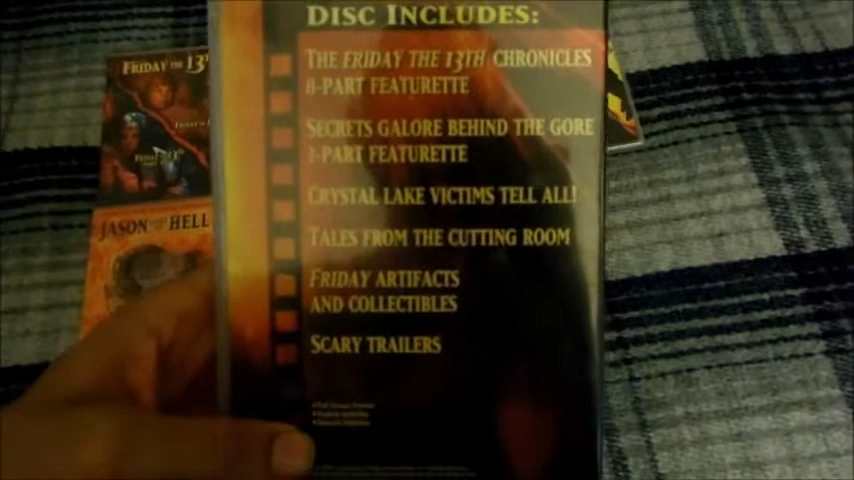 DISC INCLUDES:
THE FRIDAY THE 13TH CHRONICLES
8-PART FEATURETTE
SECRETS GALORE BEHIND THE GORE
3-PART FEATURETTE
CRYSTAL LAKE VICTIMS TELL ALL!
TALES FROM THE CUTTING ROOM
FRIDAY ARTIFACTS
AND COLLECTIBLES
SCARY TRAILERS
FRIDAY THE 13T
JASON
HELL